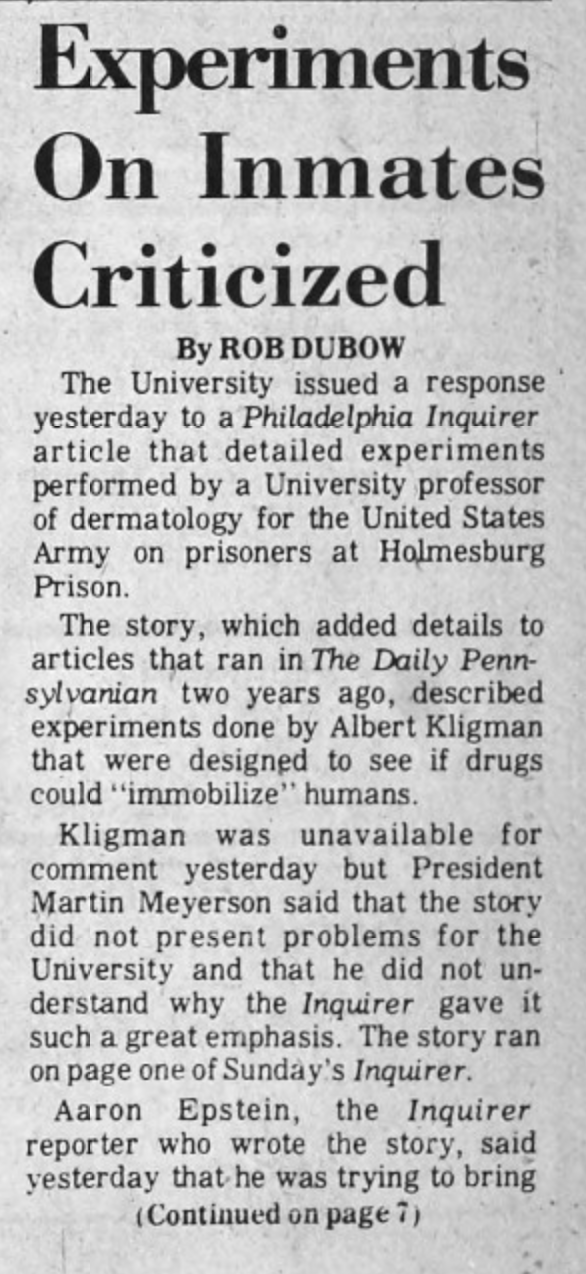 Experiments
On Inmates
Criticized
By ROB DUBOW
The University issued a response
yesterday to a Philadelphia Inquirer
article that detailed experiments
performed by a University professor
of dermatology for the United States
Army on prisoners at Holmesburg
Prison.
The story, which added details to
articles that ran in The Daily Penn-
sylvanian two years ago, described
experiments done by Albert Kligman
that were designed to see if drugs
could "immobilize" humans.
Kligman was unavailable for
comment yesterday but President
Martin Meyerson said that the story
did not present problems for the
University and that he did not un-
derstand why the Inquirer gave it
such a great emphasis. The story ran
on page one of Sunday's Inquirer.
Aaron Epstein, the Inquirer
reporter who wrote the story, said
yesterday that he was trying to bring
(Continued on page 7)